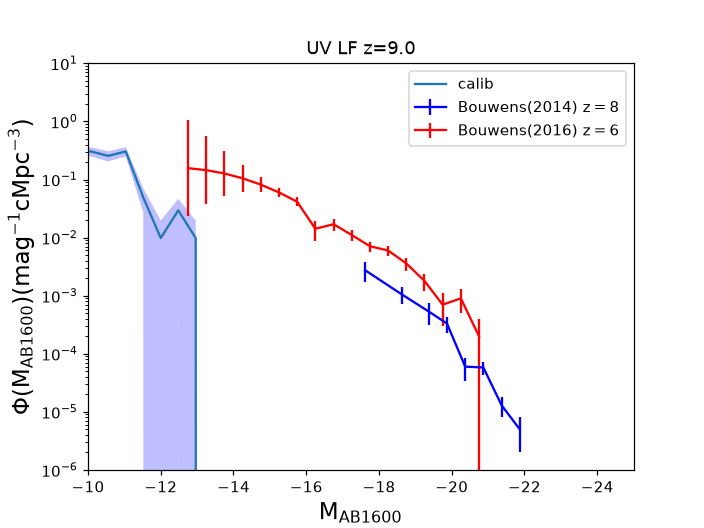 UV LF z=9.0
calib
Bouwens(2014) z = 8
Bouwens(2016) z = 6
Φ(M_AB1600)(mag⁻¹cMpc⁻³)
10¹
10⁰
10⁻¹
10⁻²
10⁻³
10⁻⁴
10⁻⁵
10⁻⁶
−10 −12 −14 −16 −18 −20 −22 −24
M_AB1600